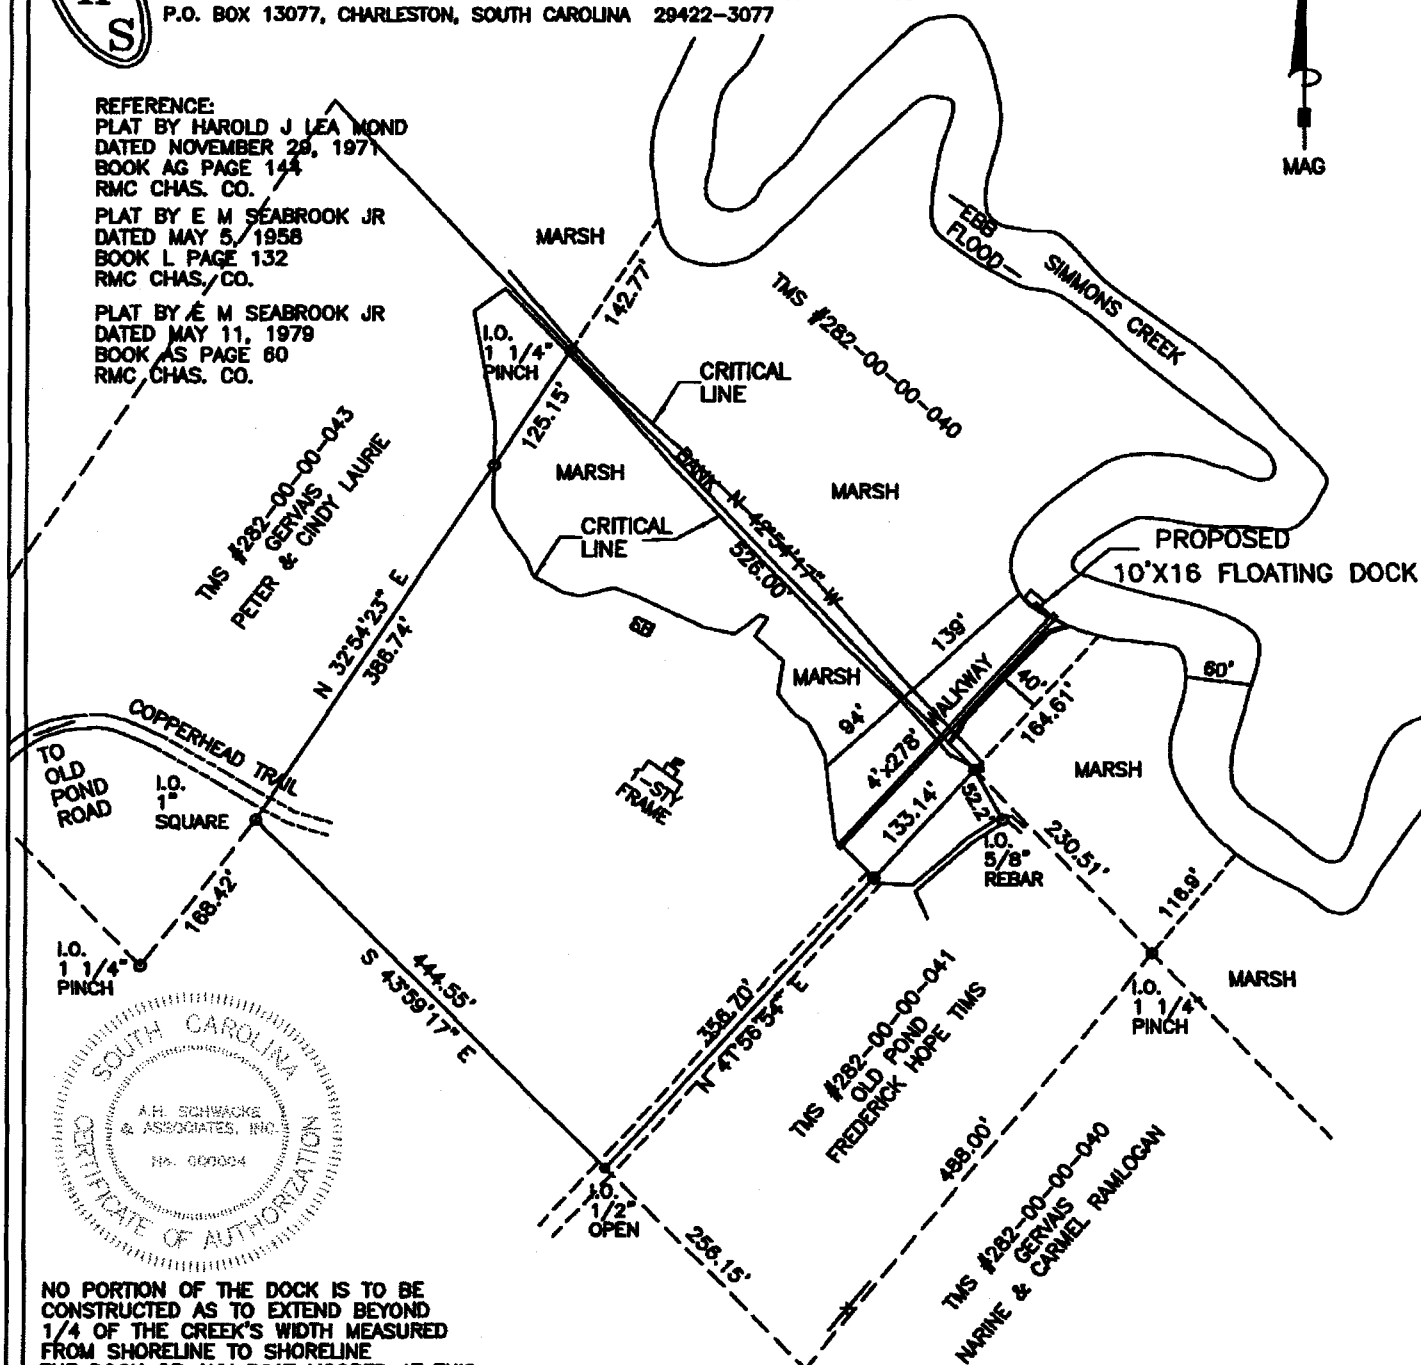 S
P.O. BOX 13077, CHARLESTON, SOUTH CAROLINA 29422-3077
MAG
REFERENCE:
PLAT BY HAROLD J LEA MOND
DATED NOVEMBER 29, 1971
BOOK AG PAGE 144
RMC CHAS. CO.
PLAT BY E M SEABROOK JR
DATED MAY 5, 1958
BOOK L PAGE 132
RMC CHAS. CO.
PLAT BY E M SEABROOK JR
DATED MAY 11, 1979
BOOK AS PAGE 60
RMC CHAS. CO.
MARSH
142.77'
EBB
FLOOD
SIMMONS CREEK
TMS #282-00-00-040
I.O.
1 1/4"
PINCH
125.15'
CRITICAL
LINE
MARSH
BANK N 42°54'17" W
526.00'
MARSH
CRITICAL
LINE
TMS #282-00-00-043
GERVAIS
PETER & CINDY LAURIE
N 32°54'23" E
386.74'
PROPOSED
10'X16 FLOATING DOCK
139'
MARSH
94'
WALKWAY
40'
164.61'
60'
4'x278'
133.14'
52.2'
MARSH
COPPERHEAD TRAIL
TO
OLD
POND
ROAD
I.O.
1"
SQUARE
1-STY
FRAME
I.O.
5/8"
REBAR
230.51'
116.9'
168.42'
I.O.
1 1/4"
PINCH
444.55'
S 43°59'17" E
356.70'
N 41°56'54" E
TMS #282-00-00-041
OLD POND
FREDERICK HOPE TIMS
I.O.
1 1/4"
PINCH
MARSH
488.00'
TMS #282-00-00-040
GERVAIS
NARINE & CARMEL RAMLOGAN
I.O.
1/2"
OPEN
256.15'
SOUTH CAROLINA
A.H. SCHWACKE
& ASSOCIATES, INC.
No. 000004
CERTIFICATE OF AUTHORIZATION
NO PORTION OF THE DOCK IS TO BE
CONSTRUCTED AS TO EXTEND BEYOND
1/4 OF THE CREEK'S WIDTH MEASURED
FROM SHORELINE TO SHORELINE